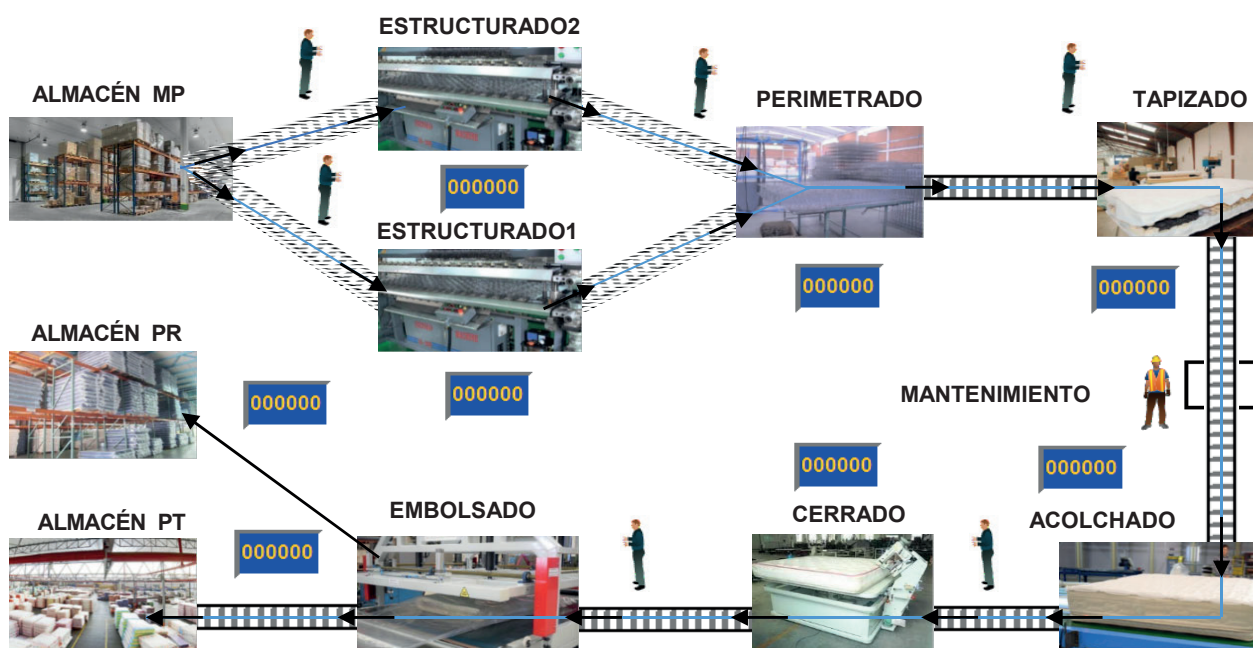 ESTRUCTURADO2
ALMACÉN MP
PERIMETRADO
TAPIZADO
000000
ESTRUCTURADO1
000000
000000
ALMACÉN PR
000000
000000
MANTENIMIENTO
000000
000000
ALMACÉN PT
EMBOLSADO
CERRADO
ACOLCHADO
000000